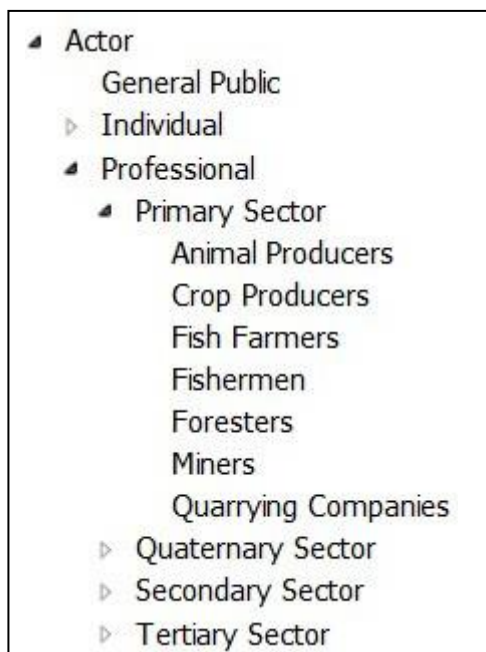 Actor
General Public
Individual
Professional
Primary Sector
Animal Producers
Crop Producers
Fish Farmers
Fishermen
Foresters
Miners
Quarrying Companies
Quaternary Sector
Secondary Sector
Tertiary Sector